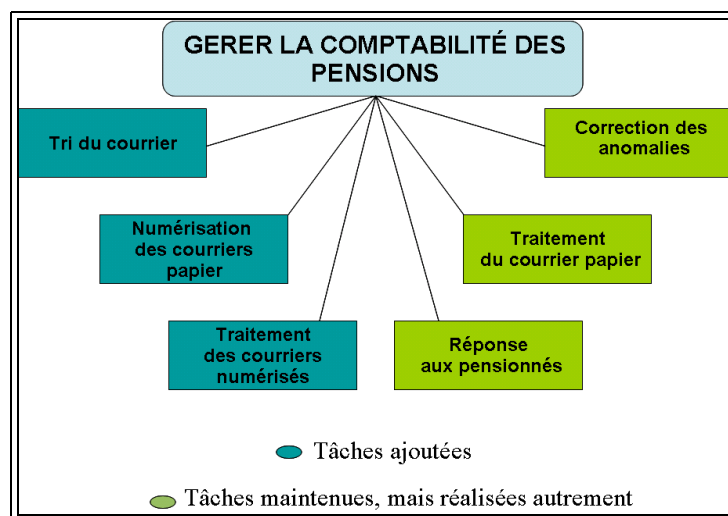 GERER LA COMPTABILITÉ DES
PENSIONS
Tri du courrier
Correction des
anomalies
Numérisation
des courriers
papier
Traitement
du courrier papier
Traitement
des courriers
numérisés
Réponse
aux pensionnés
Tâches ajoutées
Tâches maintenues, mais réalisées autrement